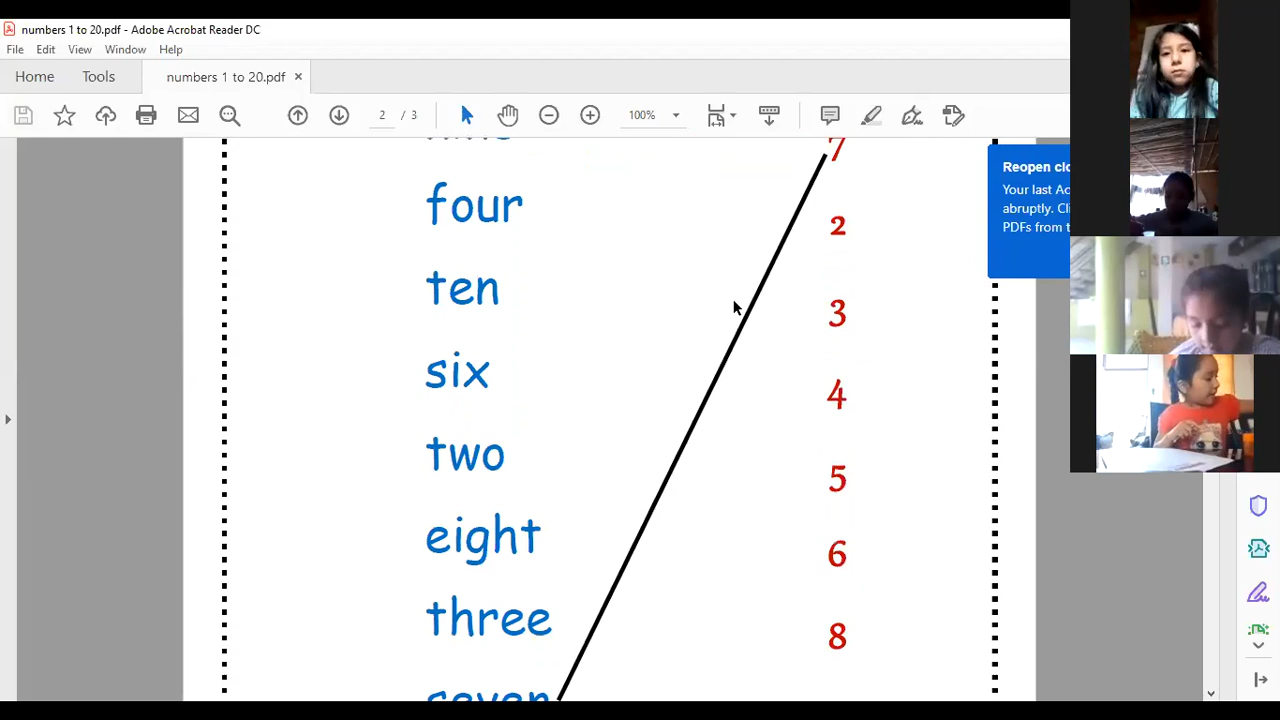 numbers 1 to 20.pdf - Adobe Acrobat Reader DC
File Edit View Window Help
Home Tools numbers 1 to 20.pdf ×
2 / 3 100%
7
four
2
ten
3
six
4
two
5
eight
6
three
8
seven
Reopen clo
Your last Ac
abruptly. Cl
PDFs from t